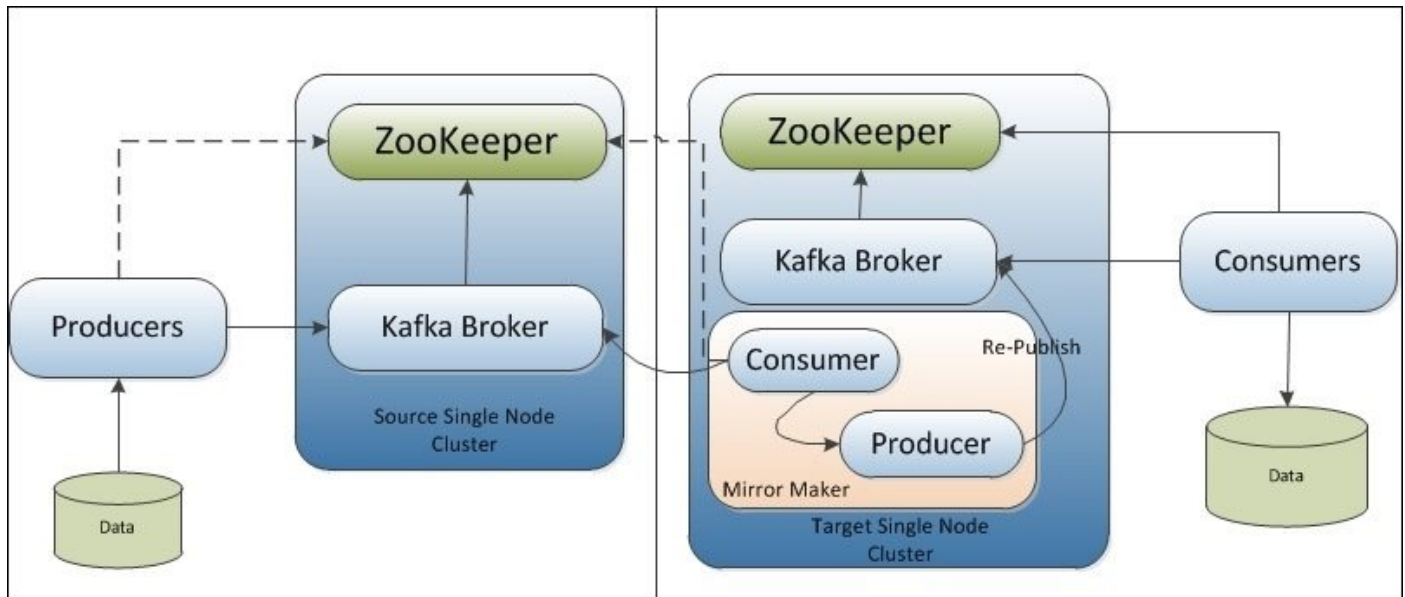 ZooKeeper
Kafka Broker
Source Single Node
Cluster
Producers
Data
ZooKeeper
Kafka Broker
Consumer
Re-Publish
Producer
Mirror Maker
Target Single Node
Cluster
Consumers
Data